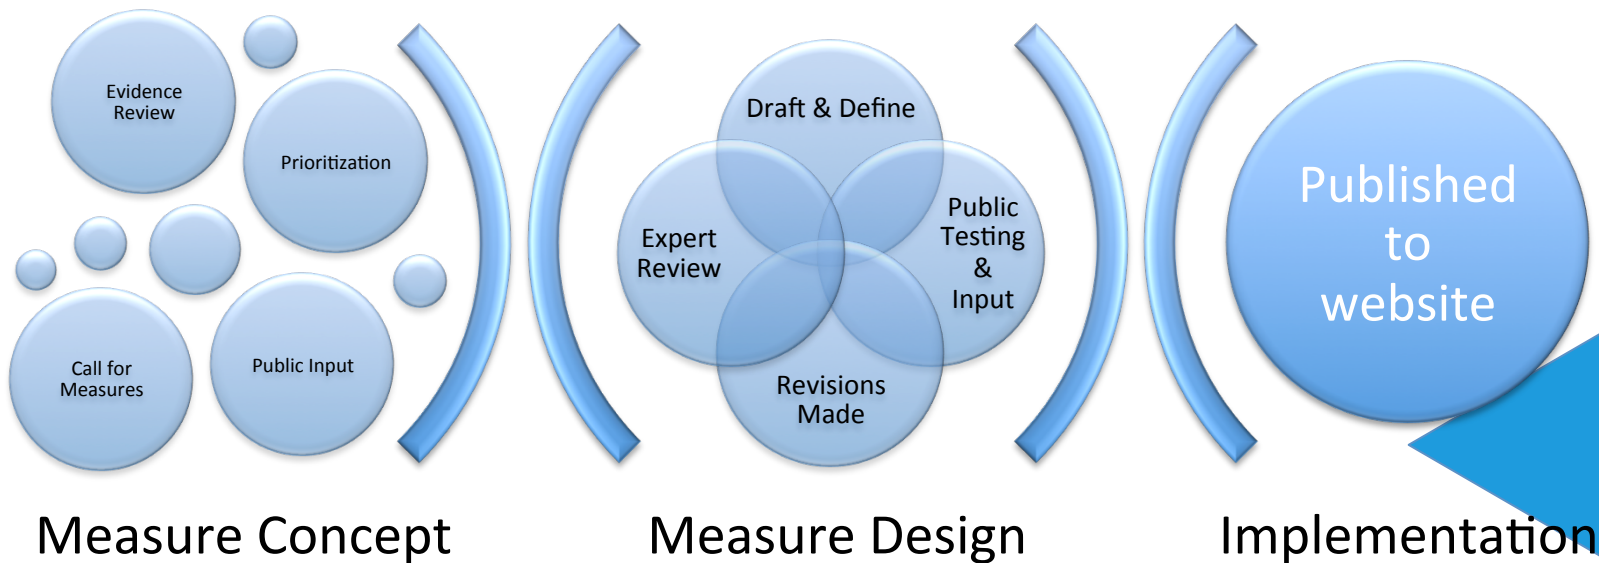 Evidence
Review
Prioritization
Call for
Measures
Public Input
Measure Concept
Draft & Define
Expert
Review
Public
Testing
&
Input
Revisions
Made
Measure Design
Published
to
website
Implementation